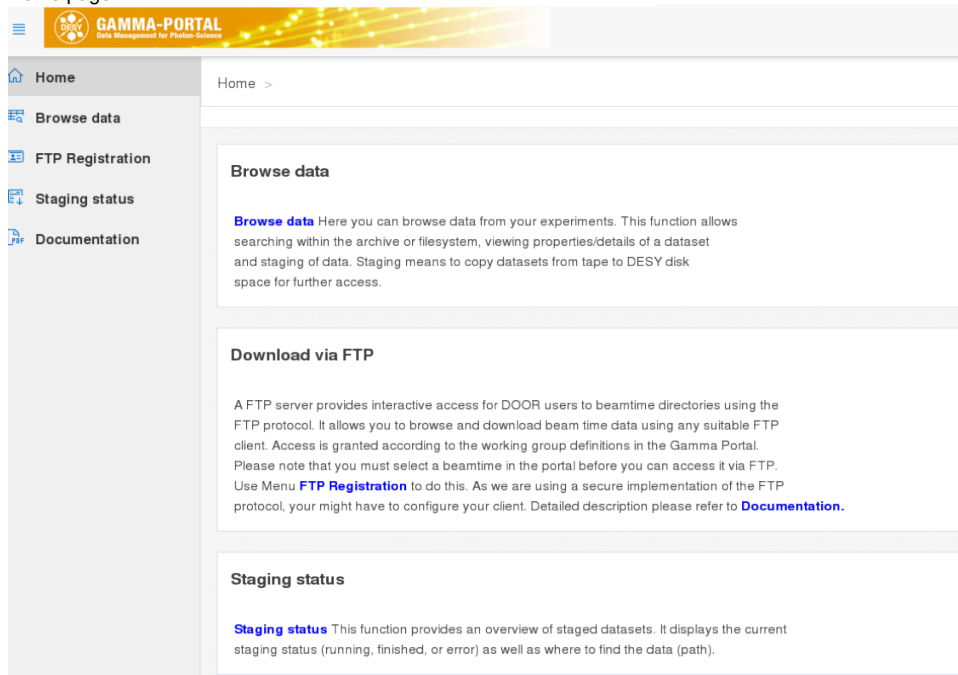 GAMMA-PORTAL
DESY
Data Management for Photon-Science
Home
Browse data
FTP Registration
Staging status
PDF
Documentation
Home >
Browse data
Browse data Here you can browse data from your experiments. This function allows
searching within the archive or filesystem, viewing properties/details of a dataset
and staging of data. Staging means to copy datasets from tape to DESY disk
space for further access.
Download via FTP
A FTP server provides interactive access for DOOR users to beamtime directories using the
FTP protocol. It allows you to browse and download beam time data using any suitable FTP
client. Access is granted according to the working group definitions in the Gamma Portal.
Please note that you must select a beamtime in the portal before you can access it via FTP.
Use Menu FTP Registration to do this. As we are using a secure implementation of the FTP
protocol, your might have to configure your client. Detailed description please refer to Documentation.
Staging status
Staging status This function provides an overview of staged datasets. It displays the current
staging status (running, finished, or error) as well as where to find the data (path).